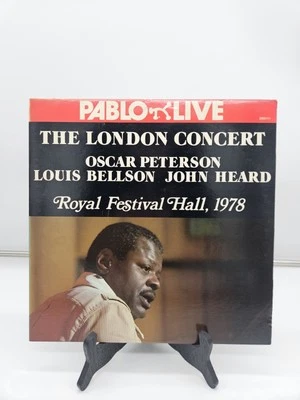 PABLO LIVE
THE LONDON CONCERT
OSCAR PETERSON
LOUIS BELLSON JOHN HEARD
Royal Festival Hall, 1978